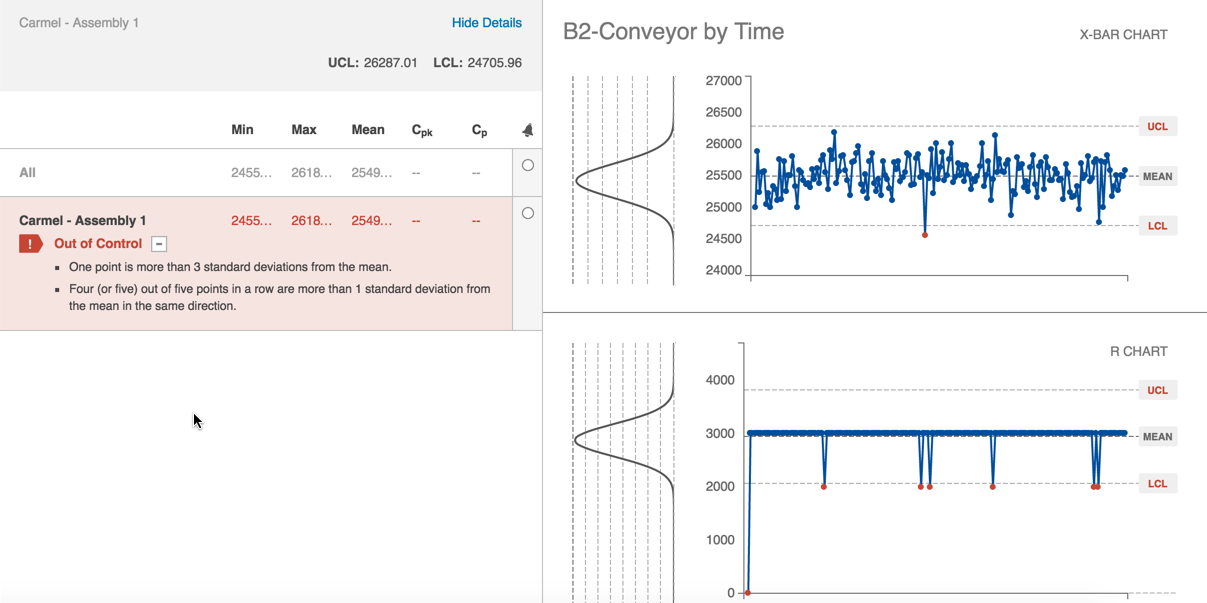 Carmel - Assembly 1
Hide Details
UCL: 26287.01 LCL: 24705.96
Min Max Mean Cpk Cp
All 2455... 2618... 2549... -- --
Carmel - Assembly 1 2455... 2618... 2549... -- --
! Out of Control −
▪ One point is more than 3 standard deviations from the mean.
▪ Four (or five) out of five points in a row are more than 1 standard deviation from
the mean in the same direction.
B2-Conveyor by Time
X-BAR CHART
27000
26500
UCL
26000
25500
MEAN
25000
LCL
24500
24000
R CHART
4000
UCL
3000
MEAN
2000
LCL
1000
0